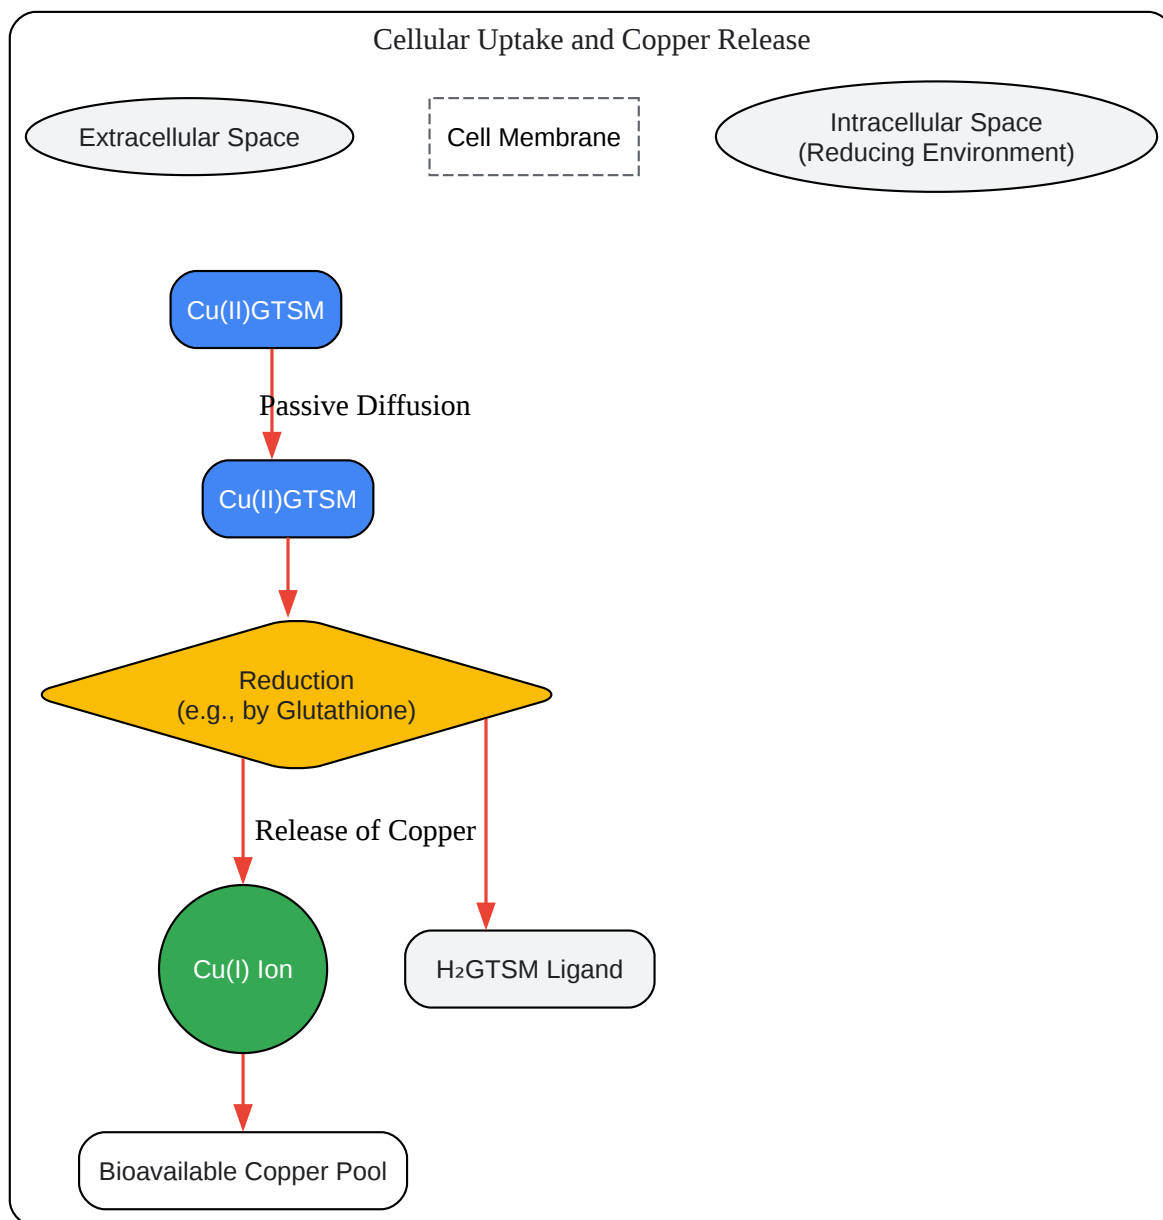 Cellular Uptake and Copper Release
Extracellular Space
Cell Membrane
Intracellular Space
(Reducing Environment)
Cu(II)GTSM
Passive Diffusion
Cu(II)GTSM
Reduction
(e.g., by Glutathione)
Release of Copper
Cu(I) Ion
H₂GTSM Ligand
Bioavailable Copper Pool